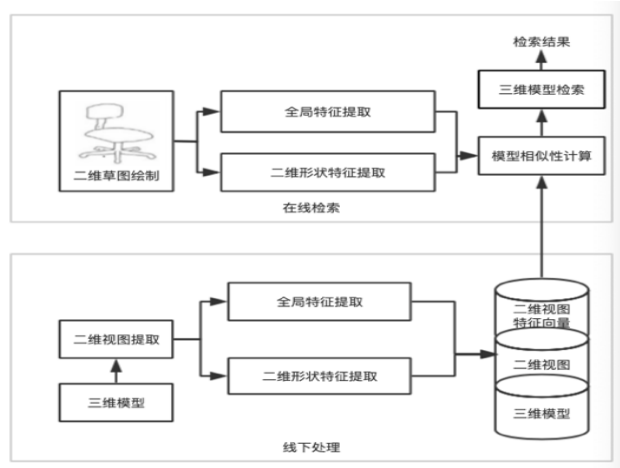 检索结果
三维模型检索
全局特征提取
模型相似性计算
二维草图绘制
二维形状特征提取
在线检索
全局特征提取
二维视图
特征向量
二维视图提取
二维视图
二维形状特征提取
三维模型
三维模型
线下处理